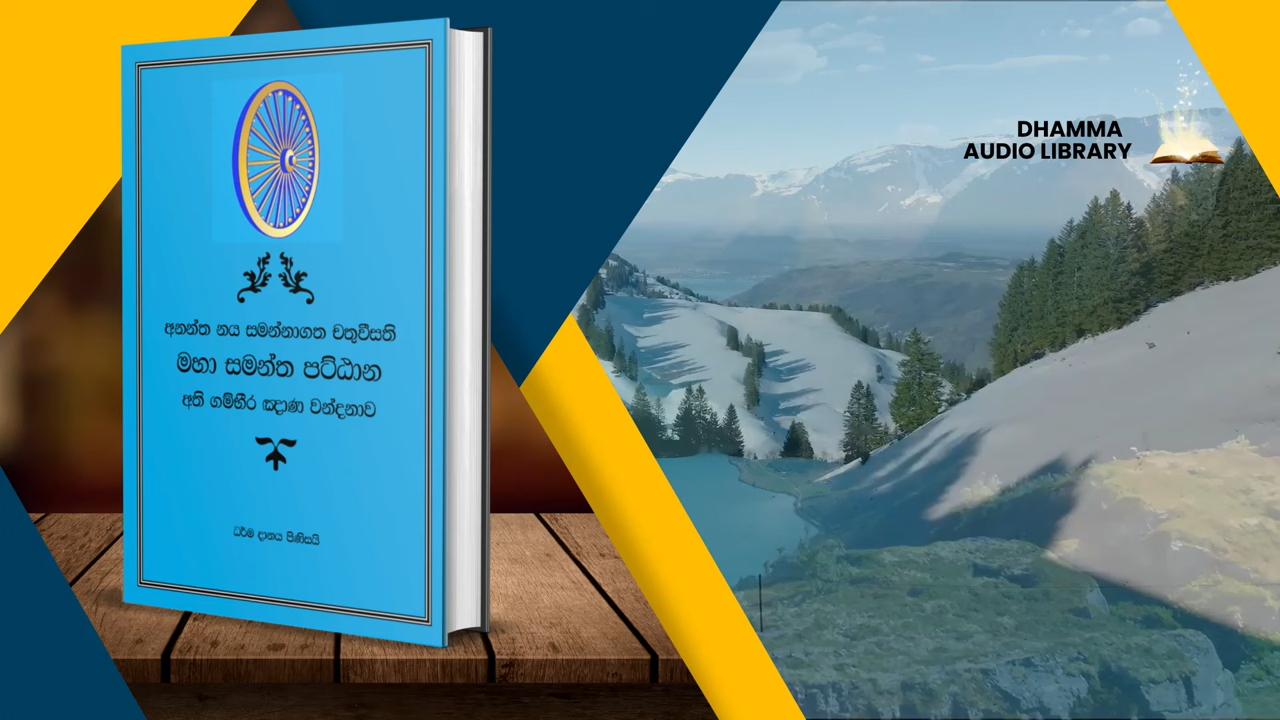 අනන්ත නය සමන්නාගත චතුවීසති
මහා සමන්ත පට්ඨාන
අති ගම්භීර ඤාණ වන්දනාව
ධර්ම දානය පිණිසයි
DHAMMA
AUDIO LIBRARY